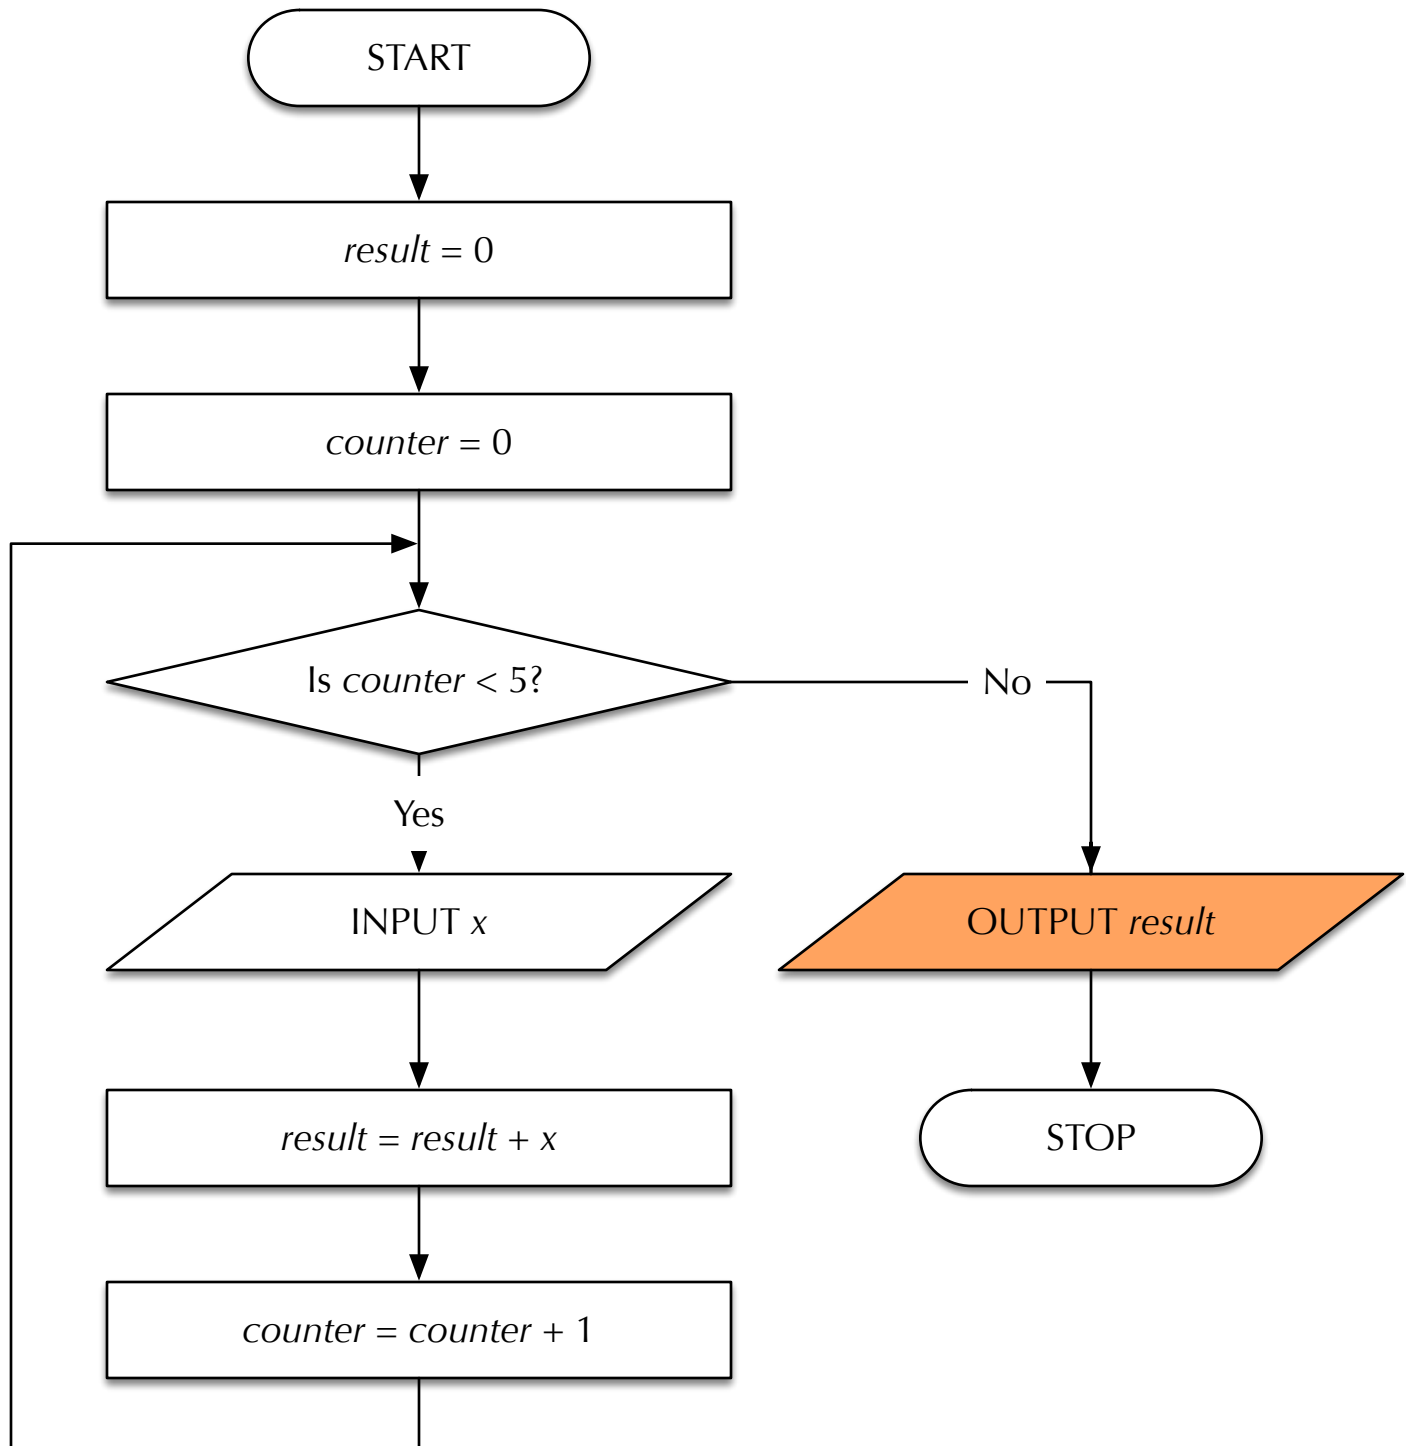 START
result = 0
counter = 0
Is counter < 5?
No
Yes
INPUT x
OUTPUT result
result = result + x
STOP
counter = counter + 1